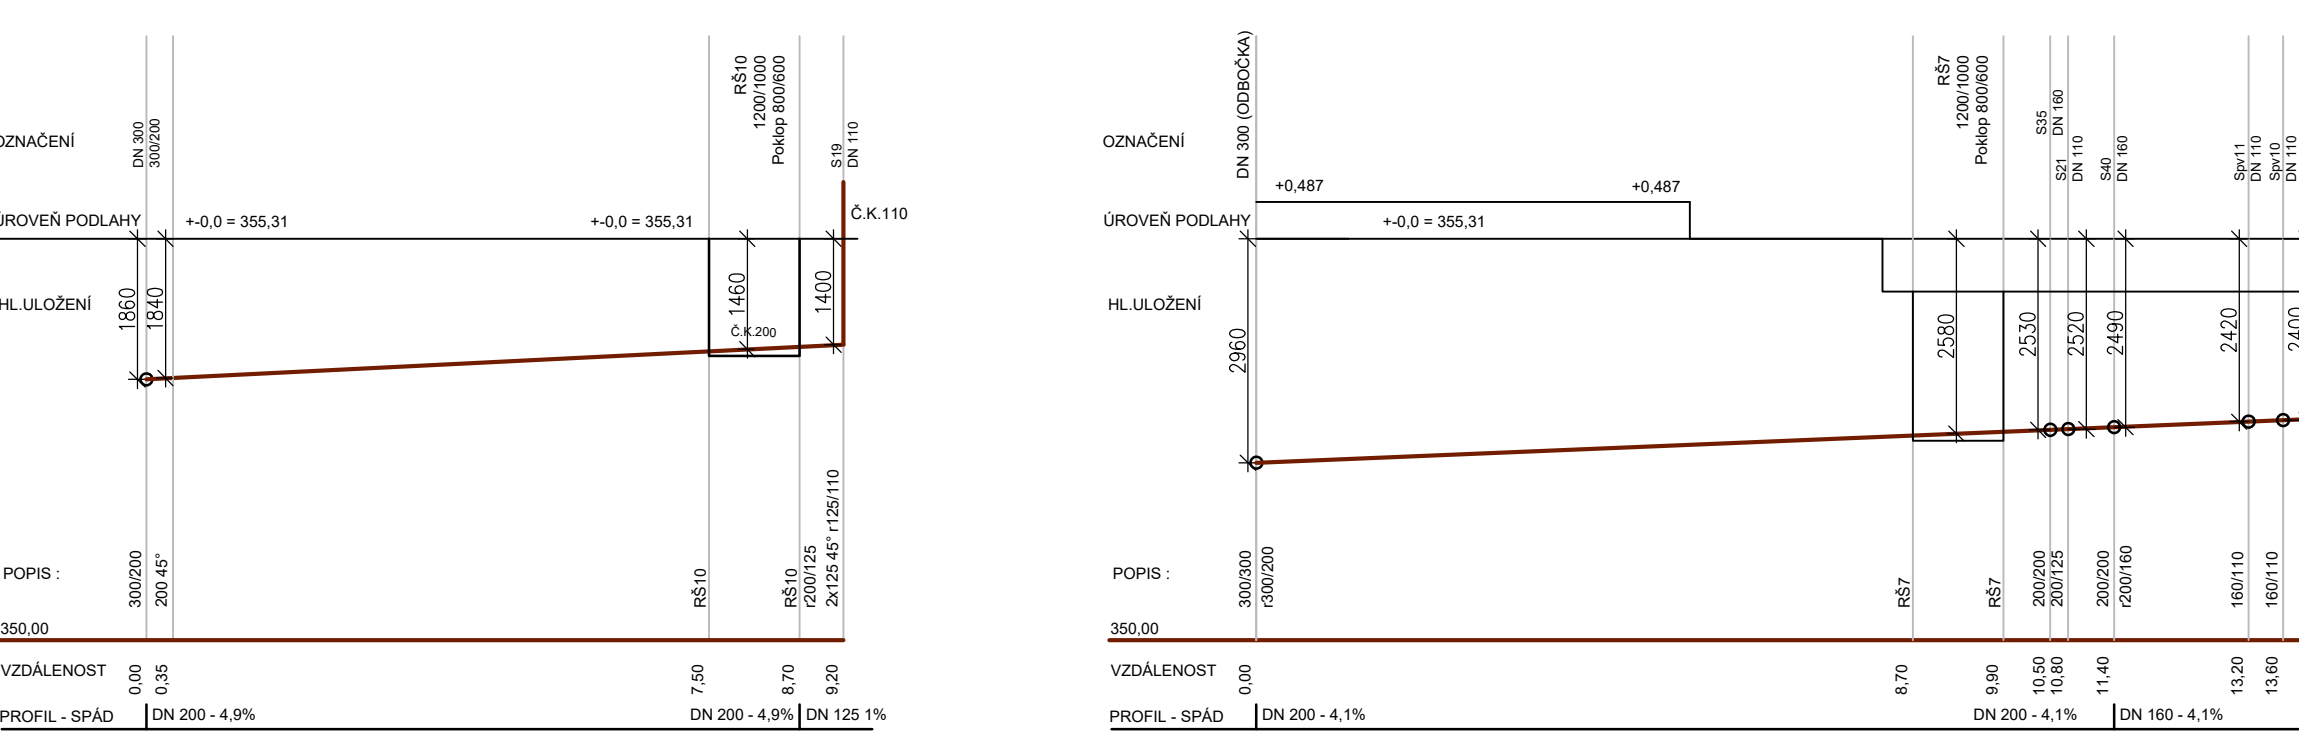 OZNAČENÍ
DN 300
300/200
RŠ10
1200/1000
Poklop 800/600
S19
DN 110
ÚROVEŇ PODLAHY
+-0,0 = 355,31
+-0,0 = 355,31
Č.K.110
HL.ULOŽENÍ
1860
1840
1460
Č.K.200
1400
POPIS :
300/200
200 45°
RŠ10
RŠ10
r200/125
2x125 45° r125/110
350,00
VZDÁLENOST
0,00
0,35
7,50
8,70
9,20
PROFIL - SPÁD
DN 200 - 4,9%
DN 200 - 4,9%
DN 125 1%
OZNAČENÍ
DN 300 (ODBOČKA)
RŠ7
1200/1000
Poklop 800/600
S35
DN 160
S21
DN 110
S40
DN 160
Spv11
DN 110
Spv10
DN 110
+0,487
+0,487
ÚROVEŇ PODLAHY
+-0,0 = 355,31
HL.ULOŽENÍ
2960
2580
2530
2520
2490
2420
2400
POPIS :
300/300
r300/200
RŠ7
RŠ7
200/200
200/125
200/200
r200/160
160/110
160/110
350,00
VZDÁLENOST
0,00
8,70
9,90
10,50
10,80
11,40
13,20
13,60
PROFIL - SPÁD
DN 200 - 4,1%
DN 200 - 4,1%
DN 160 - 4,1%